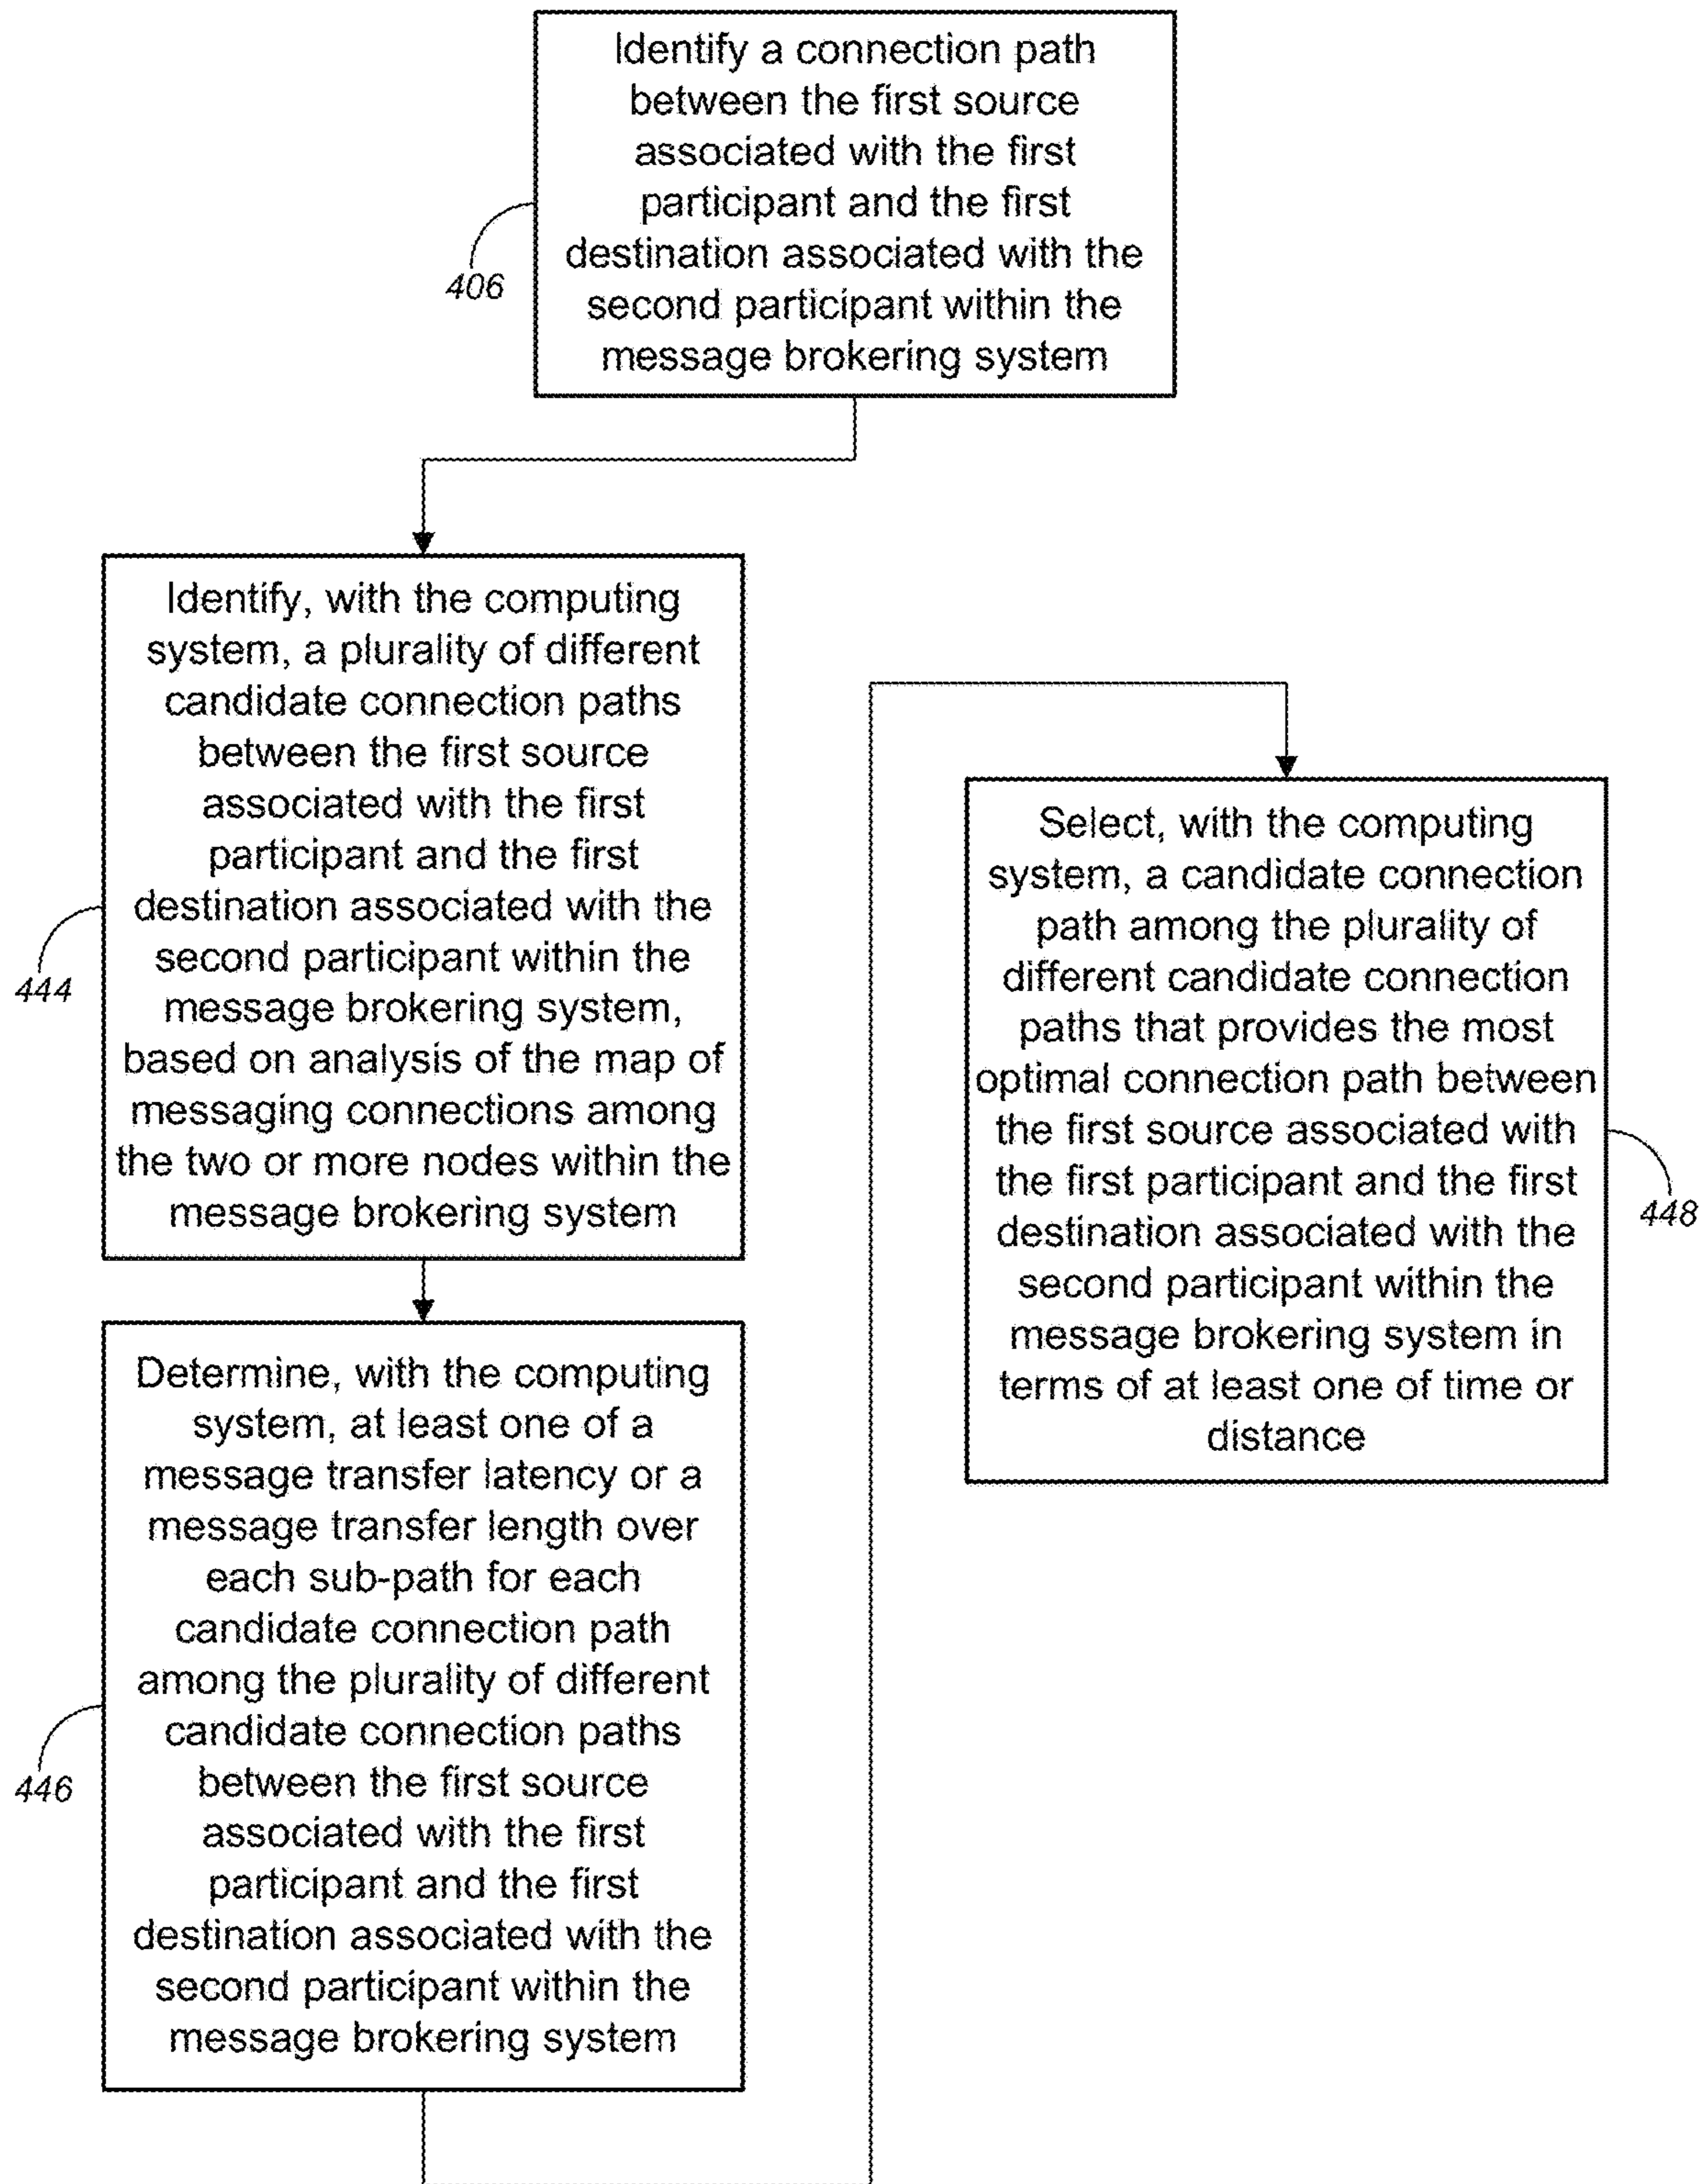 Identify a connection path
between the first source
associated with the first
participant and the first
destination associated with the
second participant within the
message brokering system
406
Identify, with the computing
system, a plurality of different
candidate connection paths
between the first source
associated with the first
participant and the first
destination associated with the
second participant within the
message brokering system,
based on analysis of the map of
messaging connections among
the two or more nodes within the
message brokering system
444
Determine, with the computing
system, at least one of a
message transfer latency or a
message transfer length over
each sub-path for each
candidate connection path
among the plurality of different
candidate connection paths
between the first source
associated with the first
participant and the first
destination associated with the
second participant within the
message brokering system
446
Select, with the computing
system, a candidate connection
path among the plurality of
different candidate connection
paths that provides the most
optimal connection path between
the first source associated with
the first participant and the first
destination associated with the
second participant within the
message brokering system in
terms of at least one of time or
distance
448